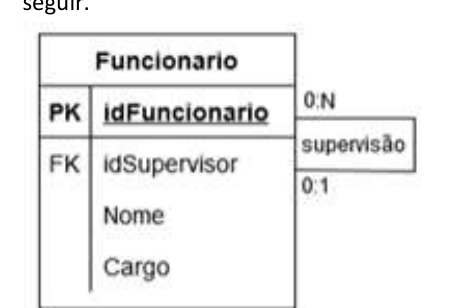 seguir.
Funcionario
PK idFuncionario 0:N
supervisão
FK idSupervisor
0:1
Nome
Cargo